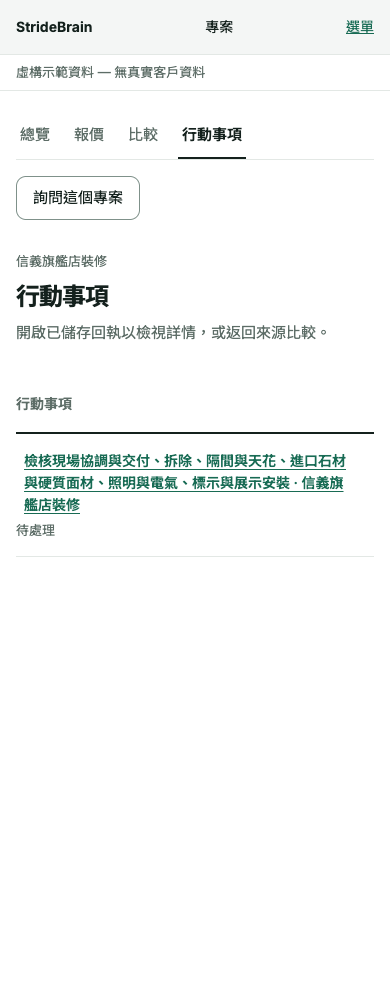 StrideBrain
專案
選單
虛構示範資料 — 無真實客戶資料
總覽
報價
比較
行動事項
詢問這個專案
信義旗艦店裝修
行動事項
開啟已儲存回執以檢視詳情，或返回來源比較。
行動事項
檢核現場協調與交付、拆除、隔間與天花、進口石材
與硬質面材、照明與電氣、標示與展示安裝 · 信義旗
艦店裝修
待處理